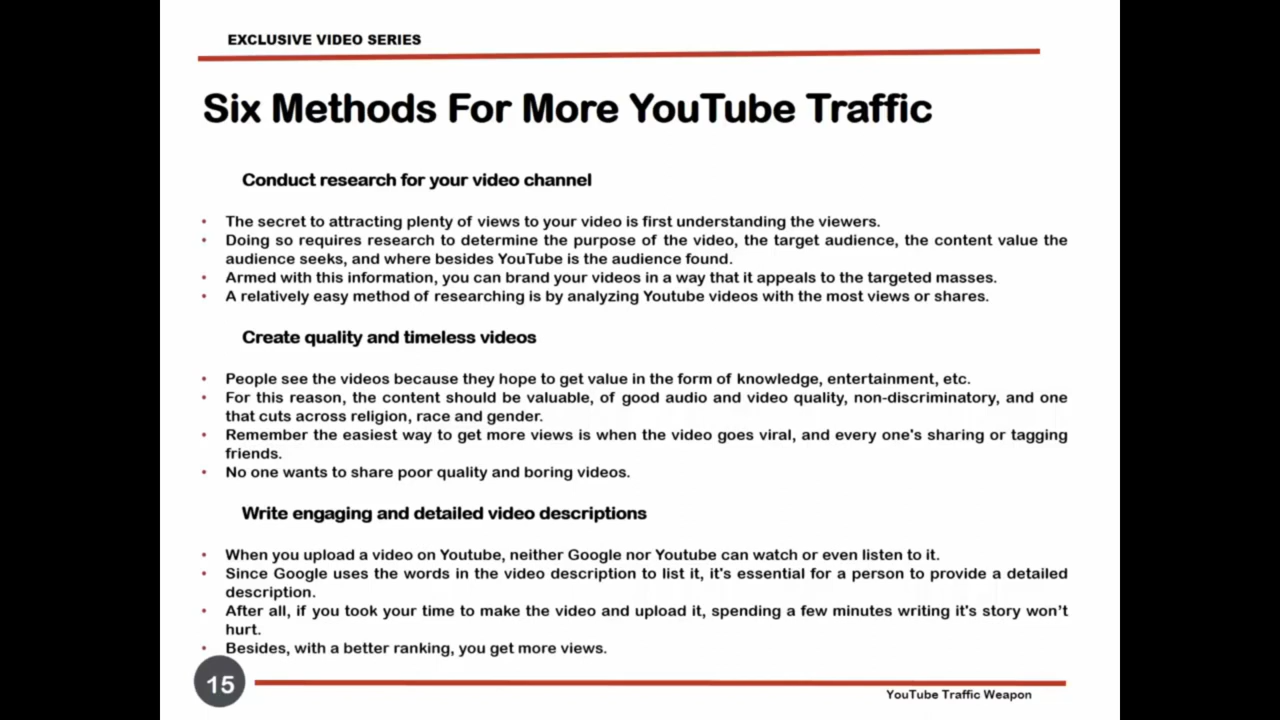 EXCLUSIVE VIDEO SERIES
Six Methods For More YouTube Traffic
Conduct research for your video channel
• The secret to attracting plenty of views to your video is first understanding the viewers.
• Doing so requires research to determine the purpose of the video, the target audience, the content value the
audience seeks, and where besides YouTube is the audience found.
• Armed with this information, you can brand your videos in a way that it appeals to the targeted masses.
• A relatively easy method of researching is by analyzing Youtube videos with the most views or shares.
Create quality and timeless videos
• People see the videos because they hope to get value in the form of knowledge, entertainment, etc.
• For this reason, the content should be valuable, of good audio and video quality, non-discriminatory, and one
that cuts across religion, race and gender.
• Remember the easiest way to get more views is when the video goes viral, and every one's sharing or tagging
friends.
• No one wants to share poor quality and boring videos.
Write engaging and detailed video descriptions
• When you upload a video on Youtube, neither Google nor Youtube can watch or even listen to it.
• Since Google uses the words in the video description to list it, it's essential for a person to provide a detailed
description.
• After all, if you took your time to make the video and upload it, spending a few minutes writing it's story won’t
hurt.
• Besides, with a better ranking, you get more views.
15
YouTube Traffic Weapon